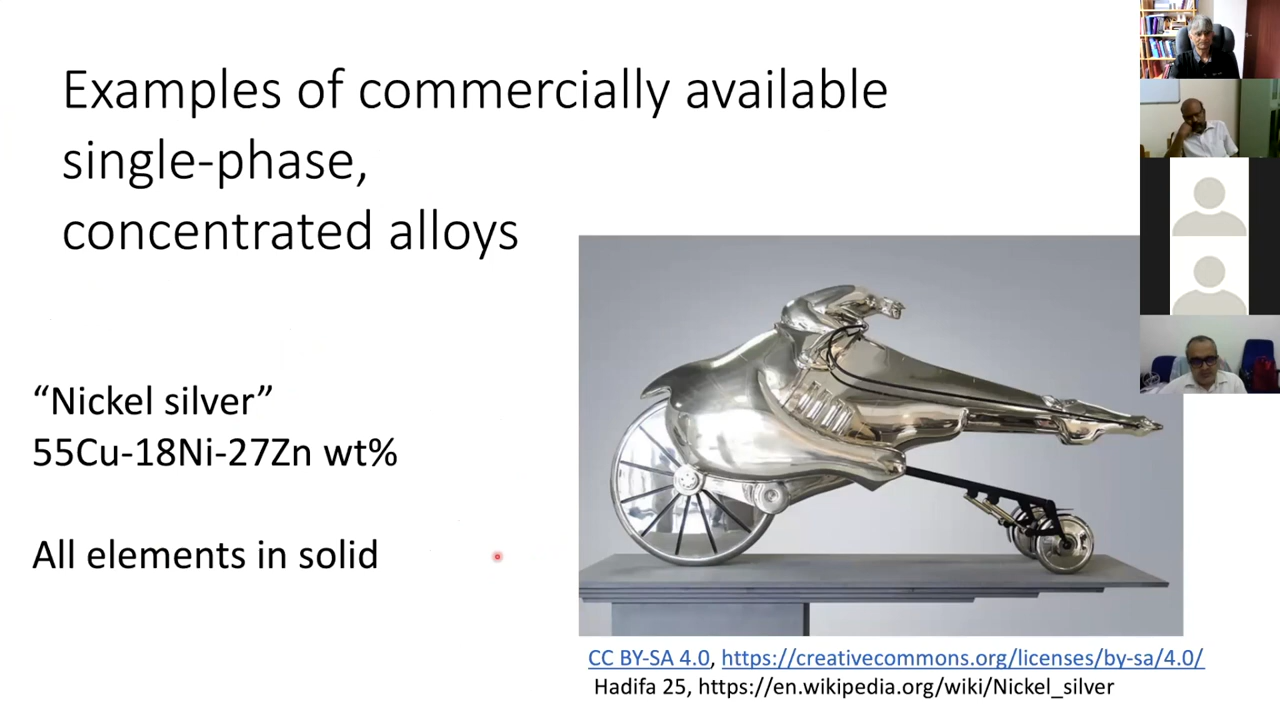 Examples of commercially available
single-phase,
concentrated alloys
“Nickel silver”
55Cu-18Ni-27Zn wt%
All elements in solid
CC BY-SA 4.0, https://creativecommons.org/licenses/by-sa/4.0/
Hadifa 25, https://en.wikipedia.org/wiki/Nickel_silver